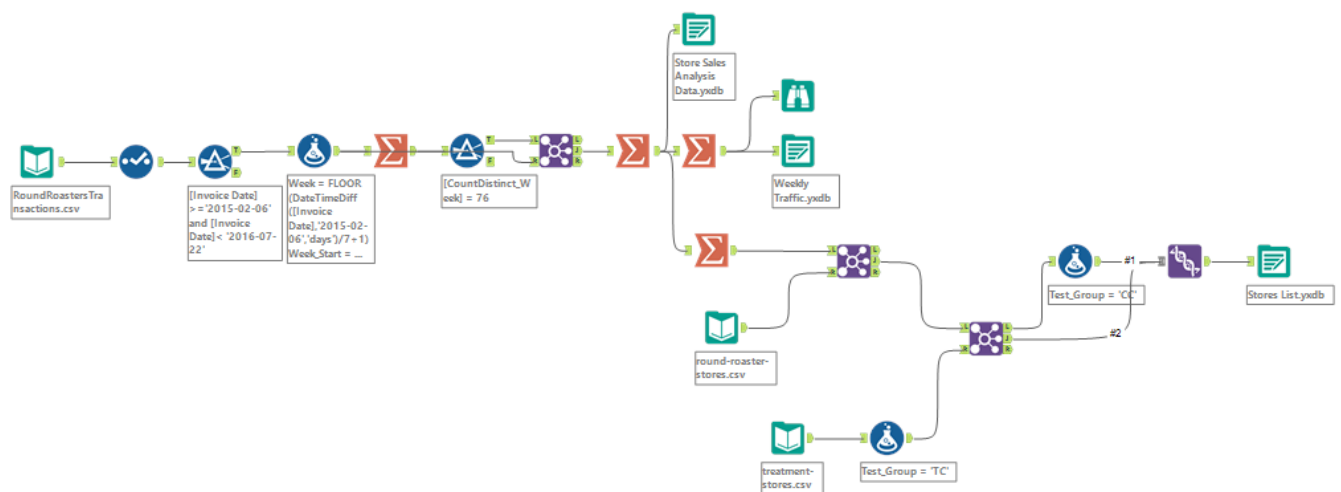 Store Sales
Analysis
Data.yxdb
RoundRoastersTra
nsactions.csv
[Invoice Date]
>='2015-02-06'
and [Invoice
Date]< '2016-07-
22'
Week = FLOOR
(DateTimeDiff
([Invoice
Date],'2015-02-
06','days')/7+1)
Week_Start = ...
[CountDistinct_W
eek] = 76
Weekly
Traffic.yxdb
round-roaster-
stores.csv
treatment-
stores.csv
Test_Group = 'TC'
Test_Group = 'CC'
#1
#2
Stores List.yxdb